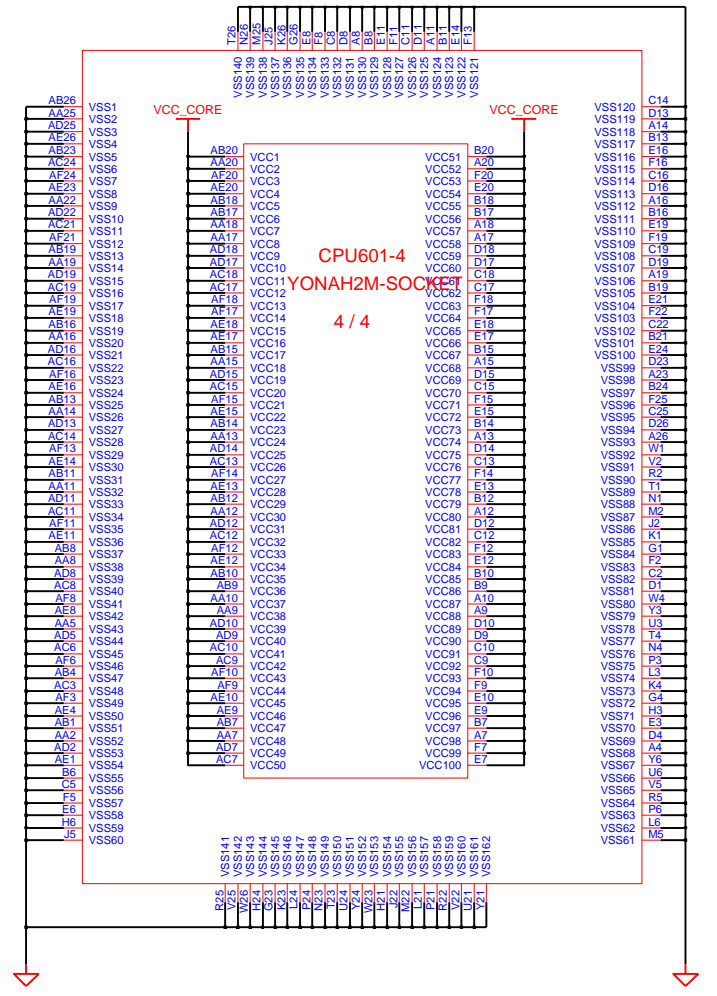 T26 VSS140
N26 VSS139
M25 VSS138
J25 VSS137
K26 VSS136
G26 VSS135
E8 VSS134
F8 VSS133
C8 VSS132
D8 VSS131
A8 VSS130
B8 VSS129
E11 VSS128
F11 VSS127
C11 VSS126
D11 VSS125
A11 VSS124
B11 VSS123
E14 VSS122
F13 VSS121
AB26 VSS1
AA25 VSS2
AD25 VSS3
AE26 VSS4
AB23 VSS5
AC24 VSS6
AF24 VSS7
AE23 VSS8
AA22 VSS9
AD22 VSS10
AC21 VSS11
AF21 VSS12
AB19 VSS13
AA19 VSS14
AD19 VSS15
AC19 VSS16
AF19 VSS17
AE19 VSS18
AB16 VSS19
AA16 VSS20
AD16 VSS21
AC16 VSS22
AF16 VSS23
AE16 VSS24
AB13 VSS25
AA14 VSS26
AD13 VSS27
AC14 VSS28
AF13 VSS29
AE14 VSS30
AB11 VSS31
AA11 VSS32
AD11 VSS33
AC11 VSS34
AF11 VSS35
AE11 VSS36
AB8 VSS37
AA8 VSS38
AD8 VSS39
AC8 VSS40
AF8 VSS41
AE8 VSS42
AA5 VSS43
AD5 VSS44
AC6 VSS45
AF6 VSS46
AB4 VSS47
AC3 VSS48
AF3 VSS49
AE4 VSS50
AB1 VSS51
AA2 VSS52
AD2 VSS53
AE1 VSS54
B6 VSS55
C5 VSS56
F5 VSS57
E6 VSS58
H6 VSS59
J5 VSS60
VCC_CORE
AB20 VCC1
AA20 VCC2
AF20 VCC3
AE20 VCC4
AB18 VCC5
AB17 VCC6
AA18 VCC7
AA17 VCC8
AD18 VCC9
AD17 VCC10
AC18 VCC11
AC17 VCC12
AF18 VCC13
AF17 VCC14
AE18 VCC15
AE17 VCC16
AB15 VCC17
AA15 VCC18
AD15 VCC19
AC15 VCC20
AF15 VCC21
AE15 VCC22
AB14 VCC23
AA13 VCC24
AD14 VCC25
AC13 VCC26
AF14 VCC27
AE13 VCC28
AB12 VCC29
AA12 VCC30
AD12 VCC31
AC12 VCC32
AF12 VCC33
AE12 VCC34
AB10 VCC35
AB9 VCC36
AA10 VCC37
AA9 VCC38
AD10 VCC39
AD9 VCC40
AC10 VCC41
AC9 VCC42
AF10 VCC43
AF9 VCC44
AE10 VCC45
AE9 VCC46
AB7 VCC47
AA7 VCC48
AD7 VCC49
AC7 VCC50
CPU601-4
YONAH2M-SOCKET
4 / 4
VCC_CORE
VCC51 B20
VCC52 A20
VCC53 F20
VCC54 E20
VCC55 B18
VCC56 B17
VCC57 A18
VCC58 A17
VCC59 D18
VCC60 D17
VCC61 C18
VCC62 C17
VCC63 F18
VCC64 F17
VCC65 E18
VCC66 E17
VCC67 B15
VCC68 A15
VCC69 D15
VCC70 C15
VCC71 F15
VCC72 E15
VCC73 B14
VCC74 A13
VCC75 D14
VCC76 C13
VCC77 F14
VCC78 E13
VCC79 B12
VCC80 A12
VCC81 D12
VCC82 C12
VCC83 F12
VCC84 E12
VCC85 B10
VCC86 B9
VCC87 A10
VCC88 A9
VCC89 D10
VCC90 D9
VCC91 C10
VCC92 C9
VCC93 F10
VCC94 F9
VCC95 E10
VCC96 E9
VCC97 B7
VCC98 A7
VCC99 F7
VCC100 E7
VSS120 C14
VSS119 D13
VSS118 A14
VSS117 B13
VSS116 E16
VSS115 F16
VSS114 C16
VSS113 D16
VSS112 A16
VSS111 B16
VSS110 E19
VSS109 F19
VSS108 C19
VSS107 D19
VSS106 A19
VSS105 B19
VSS104 E21
VSS103 F22
VSS102 C22
VSS101 B21
VSS100 E24
VSS99 D23
VSS98 A23
VSS97 B24
VSS96 F25
VSS95 C25
VSS94 D26
VSS93 A26
VSS92 W1
VSS91 V2
VSS90 R2
VSS89 T1
VSS88 N1
VSS87 M2
VSS86 J2
VSS85 K1
VSS84 G1
VSS83 F2
VSS82 C2
VSS81 D1
VSS80 W4
VSS79 Y3
VSS78 U3
VSS77 T4
VSS76 N4
VSS75 P3
VSS74 L3
VSS73 K4
VSS72 G4
VSS71 H3
VSS70 E3
VSS69 D4
VSS68 A4
VSS67 Y6
VSS66 U6
VSS65 V5
VSS64 R5
VSS63 P6
VSS62 L6
VSS61 M5
R25 VSS141
V25 VSS142
W26 VSS143
H24 VSS144
G23 VSS145
K23 VSS146
L24 VSS147
P24 VSS148
N23 VSS149
T23 VSS150
U24 VSS151
Y24 VSS152
W23 VSS153
H21 VSS154
J22 VSS155
M22 VSS156
L21 VSS157
P21 VSS158
R22 VSS159
V22 VSS160
U21 VSS161
Y21 VSS162